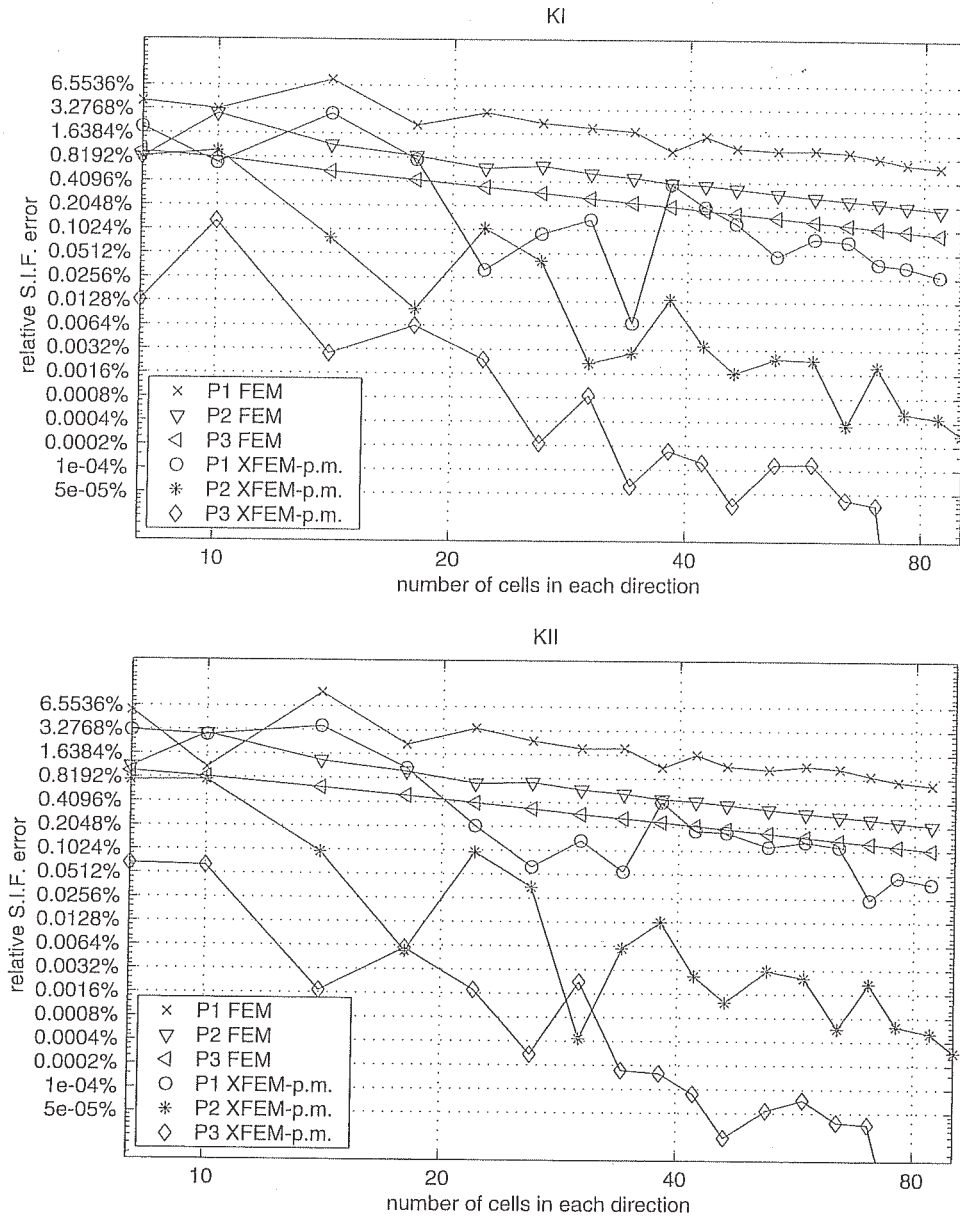 KI
relative S.I.F. error
6.5536%
3.2768%
1.6384%
0.8192%
0.4096%
0.2048%
0.1024%
0.0512%
0.0256%
0.0128%
0.0064%
0.0032%
0.0016%
0.0008%
0.0004%
0.0002%
1e-04%
5e-05%
P1 FEM
P2 FEM
P3 FEM
P1 XFEM-p.m.
P2 XFEM-p.m.
P3 XFEM-p.m.
10 20 40 80
number of cells in each direction
KII
relative S.I.F. error
6.5536%
3.2768%
1.6384%
0.8192%
0.4096%
0.2048%
0.1024%
0.0512%
0.0256%
0.0128%
0.0064%
0.0032%
0.0016%
0.0008%
0.0004%
0.0002%
1e-04%
5e-05%
P1 FEM
P2 FEM
P3 FEM
P1 XFEM-p.m.
P2 XFEM-p.m.
P3 XFEM-p.m.
10 20 40 80
number of cells in each direction